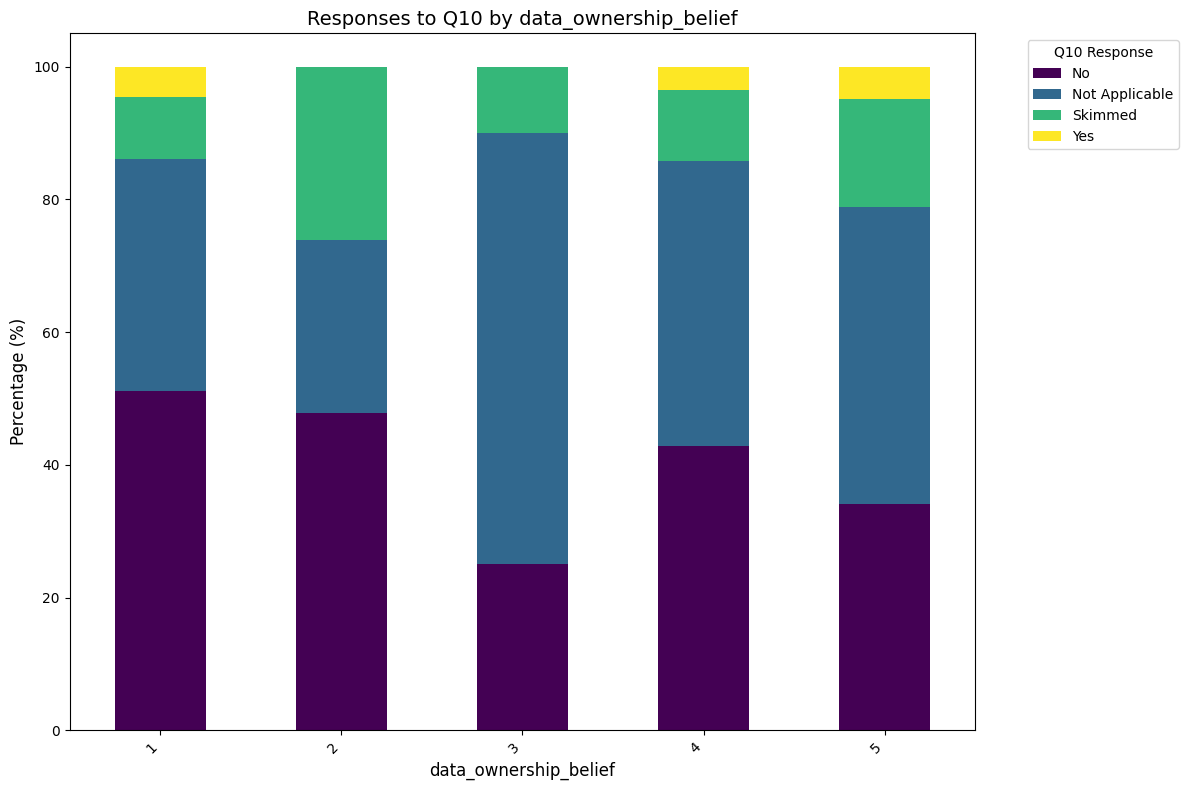 Responses to Q10 by data_ownership_belief
Q10 Response
No
Not Applicable
Skimmed
Yes
Percentage (%)
100
80
60
40
20
0
1
2
3
4
5
data_ownership_belief